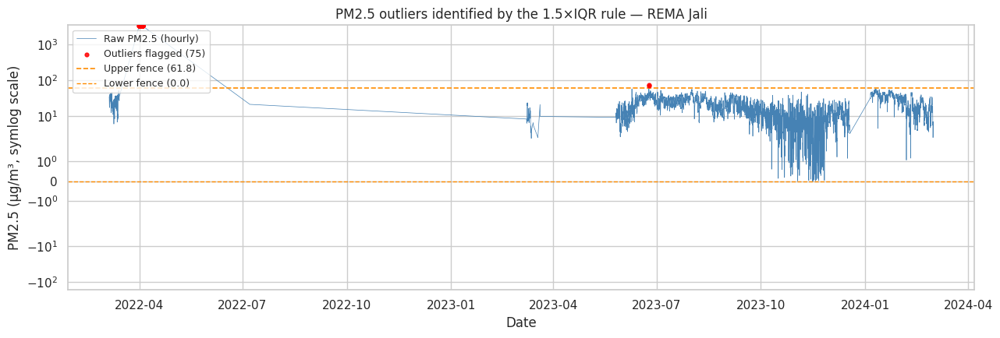 PM2.5 outliers identified by the 1.5×IQR rule — REMA Jali
Raw PM2.5 (hourly)
Outliers flagged (75)
Upper fence (61.8)
Lower fence (0.0)
PM2.5 (µg/m³, symlog scale)
10³
10²
10¹
10⁰
0
−10⁰
−10¹
−10²
2022-04 2022-07 2022-10 2023-01 2023-04 2023-07 2023-10 2024-01 2024-04
Date